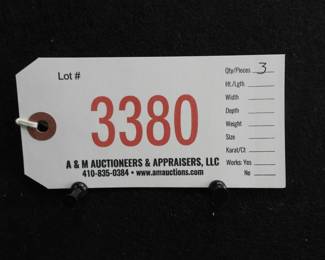 Lot #
3380
A & M AUCTIONEERS & APPRAISERS, LLC
410-835-0384 • www.amauctions.com
Qty/Pieces 3
Ht./Lgth
Width
Depth
Weight
Size
Karat/Ct
Works: Yes
No